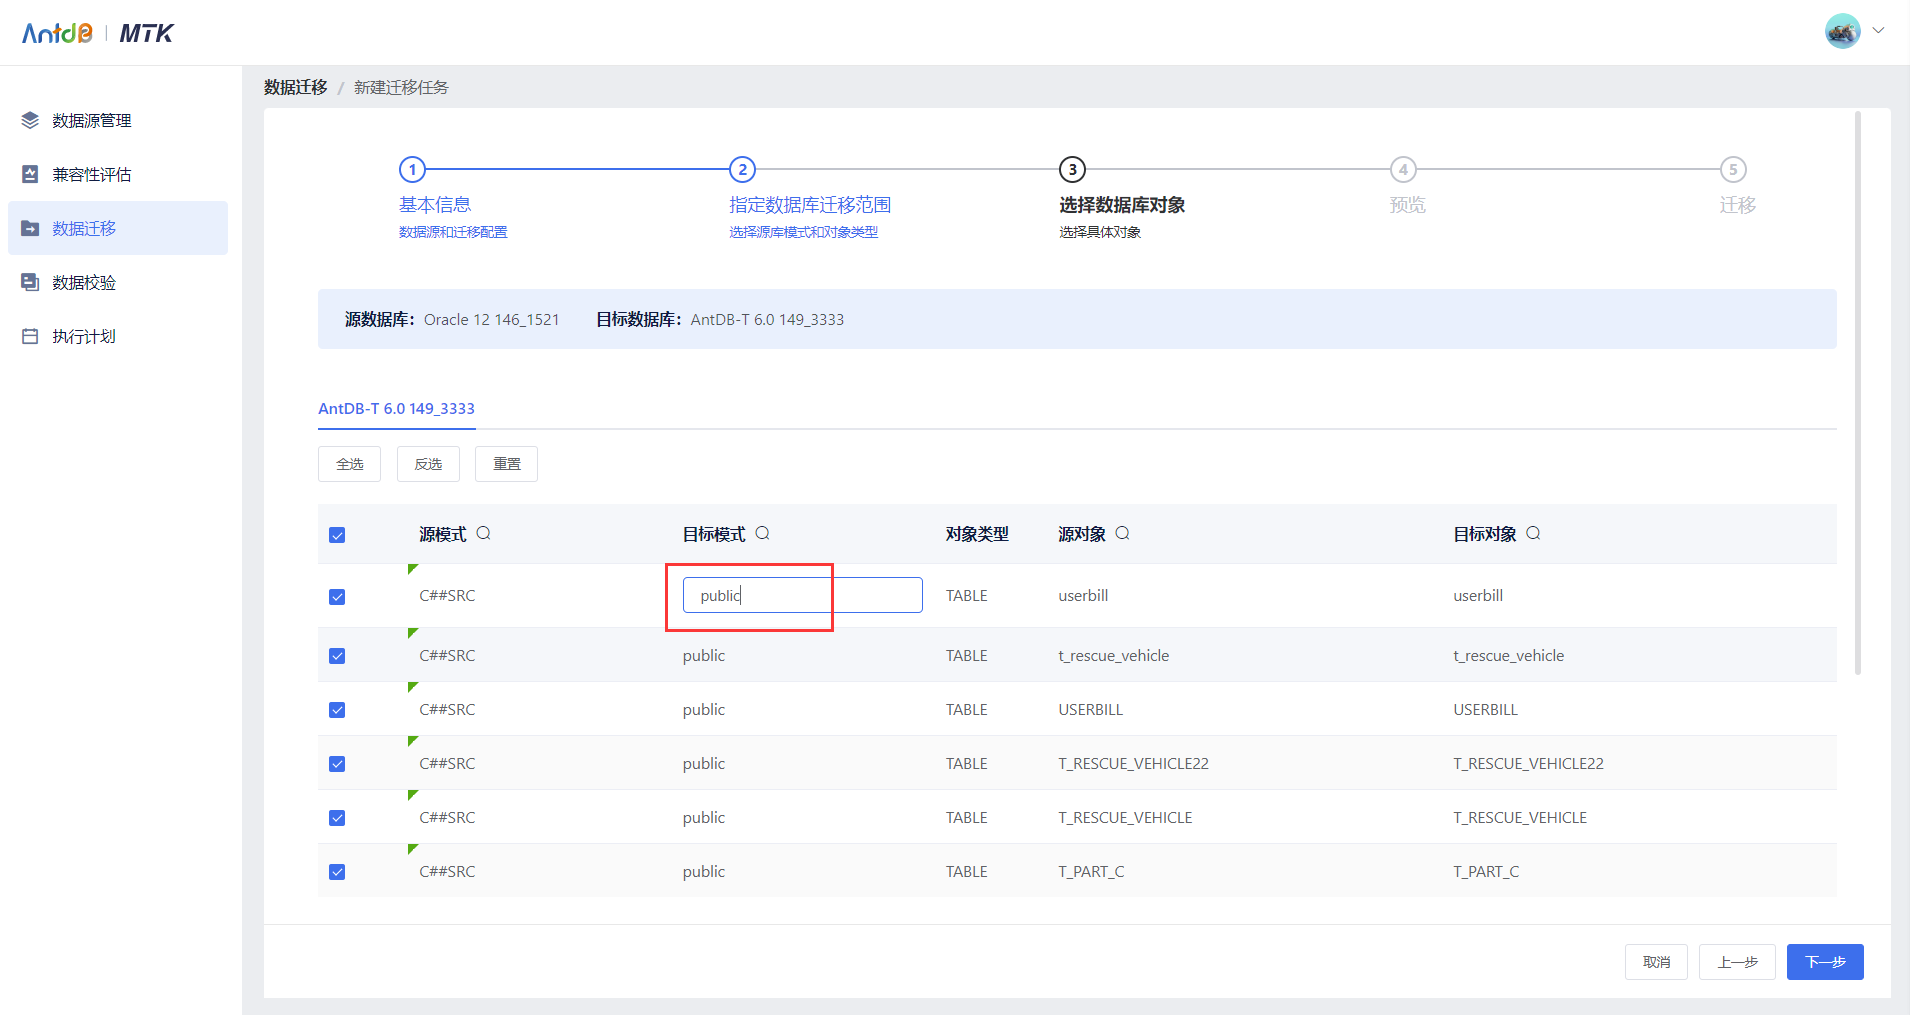 AntDB | MTK
数据源管理
兼容性评估
数据迁移
数据校验
执行计划
数据迁移 / 新建迁移任务
1 2 3 4 5
基本信息 指定数据库迁移范围 选择数据库对象 预览 迁移
数据源和迁移配置 选择源库模式和对象类型 选择具体对象
源数据库： Oracle 12 146_1521 目标数据库： AntDB-T 6.0 149_3333
AntDB-T 6.0 149_3333
全选 反选 重置
源模式 目标模式 对象类型 源对象 目标对象
C##SRC public TABLE userbill userbill
C##SRC public TABLE t_rescue_vehicle t_rescue_vehicle
C##SRC public TABLE USERBILL USERBILL
C##SRC public TABLE T_RESCUE_VEHICLE22 T_RESCUE_VEHICLE22
C##SRC public TABLE T_RESCUE_VEHICLE T_RESCUE_VEHICLE
C##SRC public TABLE T_PART_C T_PART_C
取消 上一步 下一步